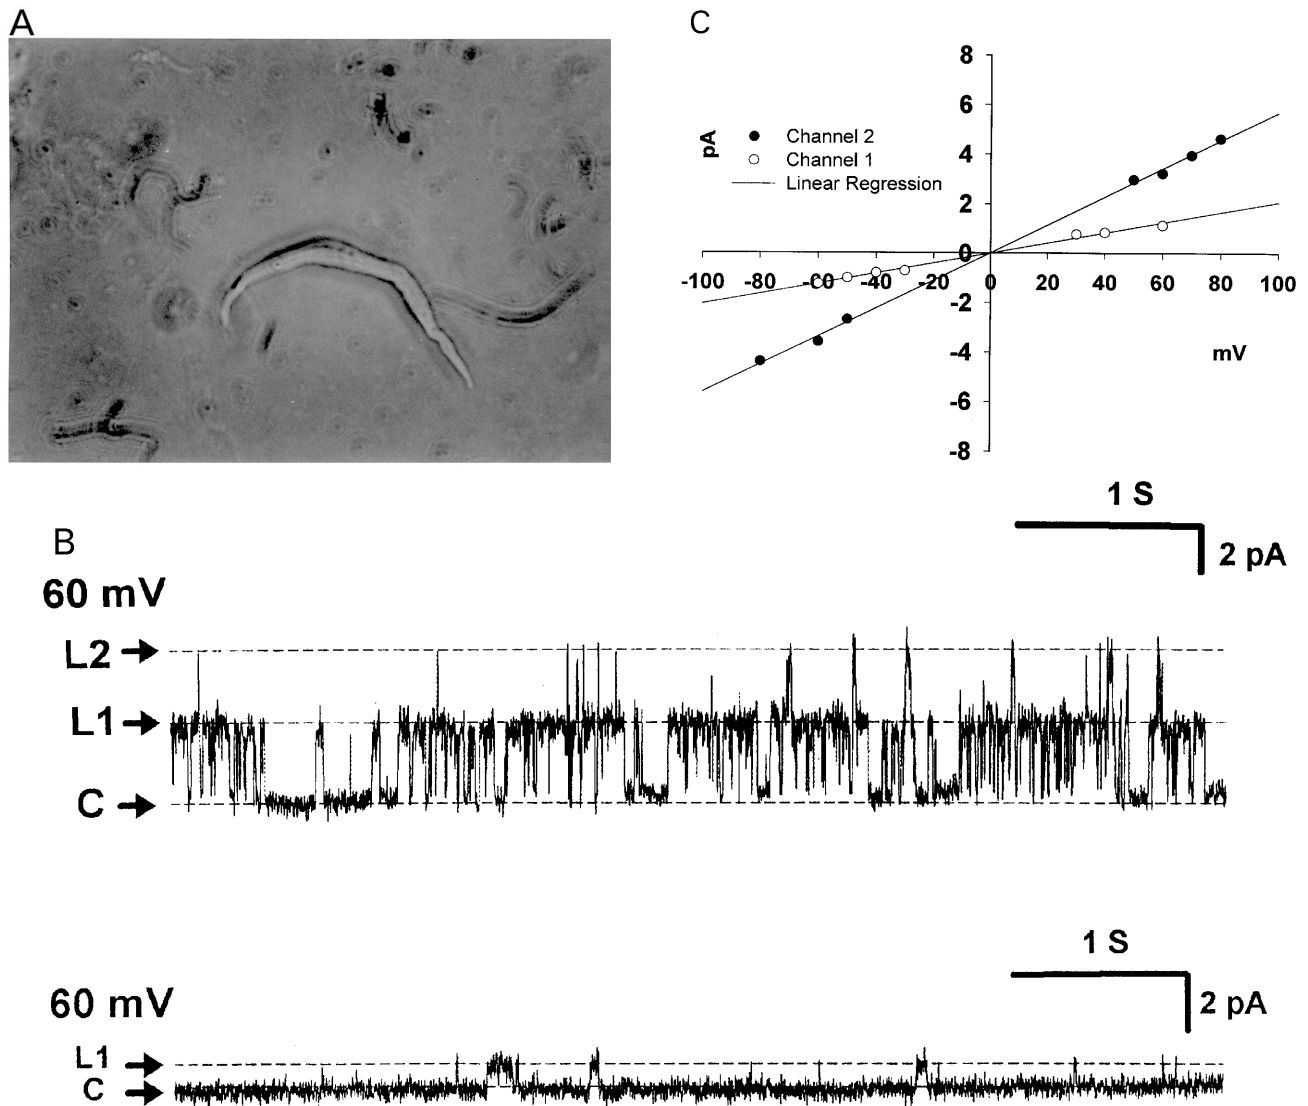 A
C
8
6
4
2
0
-2
-4
-6
-8
pA
Channel 2
Channel 1
Linear Regression
-100 -80 -60 -40 -20 0 20 40 60 80 100
mV
1 S
2 pA
B
60 mV
L2
L1
C
1 S
2 pA
60 mV
L1
C